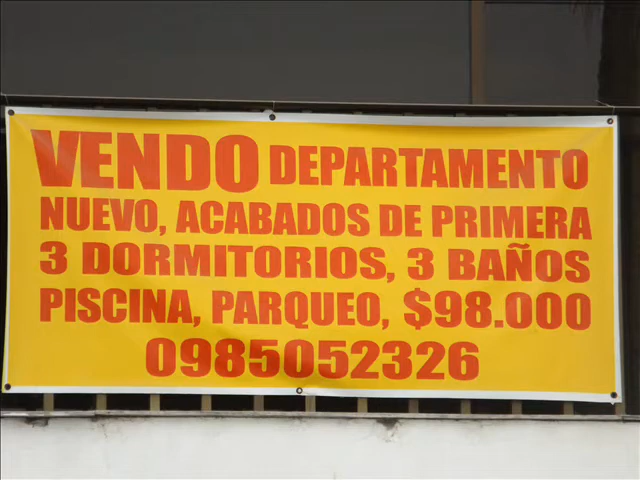 VENDO DEPARTAMENTO
NUEVO, ACABADOS DE PRIMERA
3 DORMITORIOS, 3 BAÑOS
PISCINA, PARQUEO, $98.000
0985052326